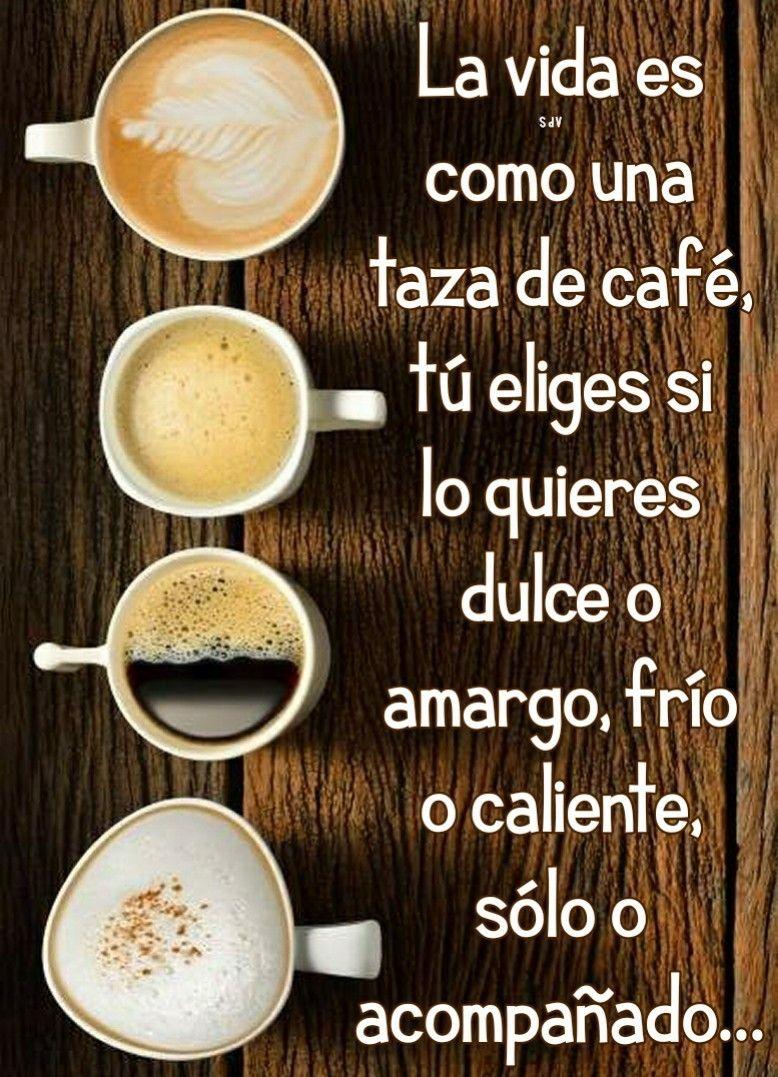 La vida es
SdV
como una
taza de café,
tú eliges si
lo quieres
dulce o
amargo, frío
o caliente,
sólo o
acompañado...